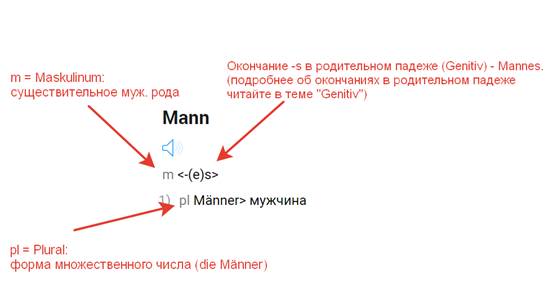 Окончание -s в родительном падеже (Genitiv) - Mannes.
(подробнее об окончаниях в родительном падеже
читайте в теме "Genitiv")
m = Maskulinum:
существительное муж. рода
Mann
m <-(e)s>
1) pl Männer> мужчина
pl = Plural:
форма множественного числа (die Männer)